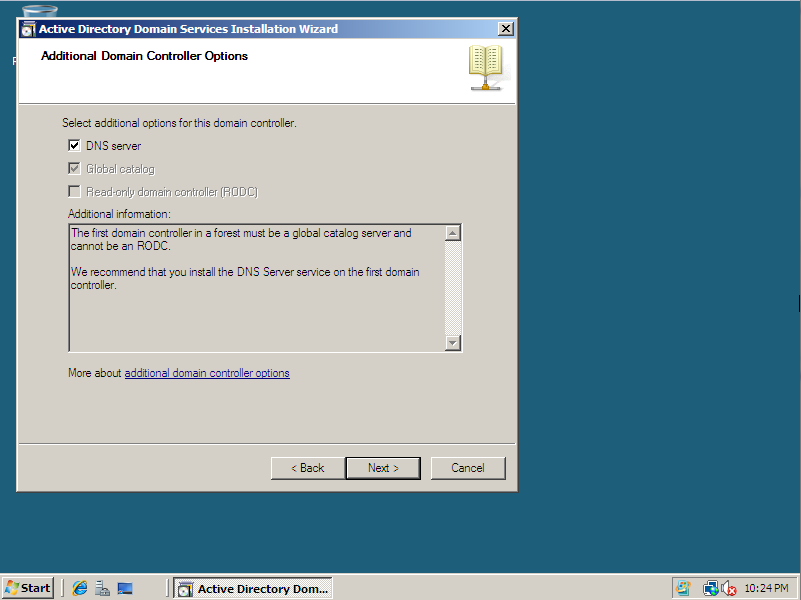 Active Directory Domain Services Installation Wizard
Additional Domain Controller Options
Select additional options for this domain controller.
DNS server
Global catalog
Read-only domain controller (RODC)
Additional information:
The first domain controller in a forest must be a global catalog server and
cannot be an RODC.
We recommend that you install the DNS Server service on the first domain
controller.
More about additional domain controller options
< Back
Next >
Cancel
Start
Active Directory Dom...
10:24 PM